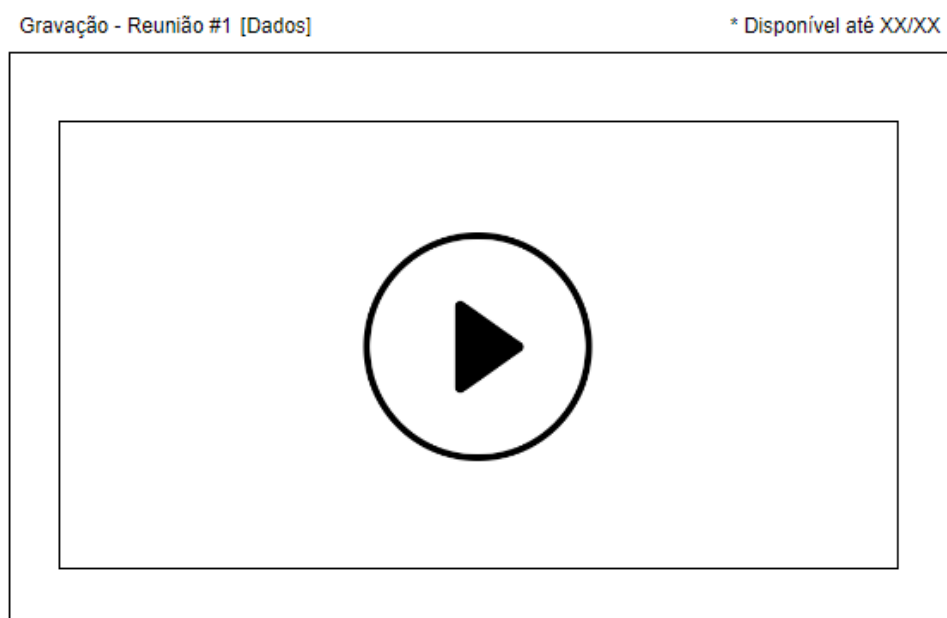 Gravação - Reunião #1 [Dados]
* Disponível até XX/XX